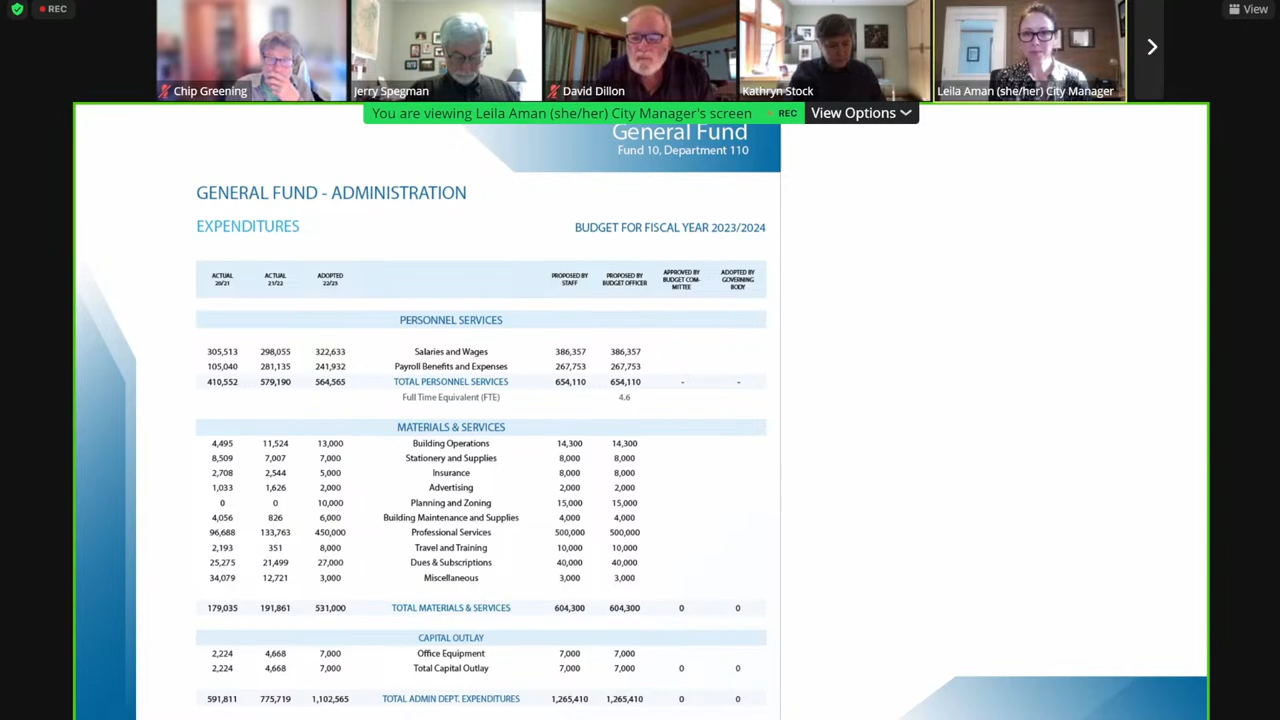 REC
View
Chip Greening
Jerry Spegman
David Dillon
Kathryn Stock
Leila Aman (she/her) City Manager
You are viewing Leila Aman (she/her) City Manager's screen
REC
View Options
General Fund
Fund 10, Department 110
GENERAL FUND - ADMINISTRATION
EXPENDITURES BUDGET FOR FISCAL YEAR 2023/2024
ACTUAL 20/21 ACTUAL 21/22 ADOPTED 22/23 PROPOSED BY STAFF PROPOSED BY BUDGET OFFICER APPROVED BY BUDGET COM-MITTEE ADOPTED BY GOVERNING BODY
PERSONNEL SERVICES
305,513 298,055 322,633 Salaries and Wages 386,357 386,357
105,040 281,135 241,932 Payroll Benefits and Expenses 267,753 267,753
410,552 579,190 564,565 TOTAL PERSONNEL SERVICES 654,110 654,110 - -
Full Time Equivalent (FTE) 4.6
MATERIALS & SERVICES
4,495 11,524 13,000 Building Operations 14,300 14,300
8,509 7,007 7,000 Stationery and Supplies 8,000 8,000
2,708 2,544 5,000 Insurance 8,000 8,000
1,033 1,626 2,000 Advertising 2,000 2,000
0 0 10,000 Planning and Zoning 15,000 15,000
4,056 826 6,000 Building Maintenance and Supplies 4,000 4,000
96,688 133,763 450,000 Professional Services 500,000 500,000
2,193 351 8,000 Travel and Training 10,000 10,000
25,275 21,499 27,000 Dues & Subscriptions 40,000 40,000
34,079 12,721 3,000 Miscellaneous 3,000 3,000
179,035 191,861 531,000 TOTAL MATERIALS & SERVICES 604,300 604,300 0 0
CAPITAL OUTLAY
2,224 4,668 7,000 Office Equipment 7,000 7,000
2,224 4,668 7,000 Total Capital Outlay 7,000 7,000 0 0
591,811 775,719 1,102,565 TOTAL ADMIN DEPT. EXPENDITURES 1,265,410 1,265,410 0 0